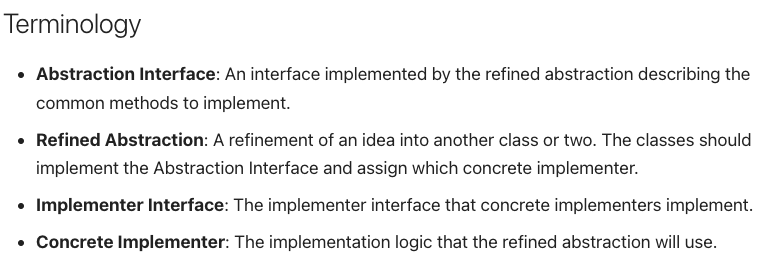 Terminology
• Abstraction Interface: An interface implemented by the refined abstraction describing the
common methods to implement.
• Refined Abstraction: A refinement of an idea into another class or two. The classes should
implement the Abstraction Interface and assign which concrete implementer.
• Implementer Interface: The implementer interface that concrete implementers implement.
• Concrete Implementer: The implementation logic that the refined abstraction will use.